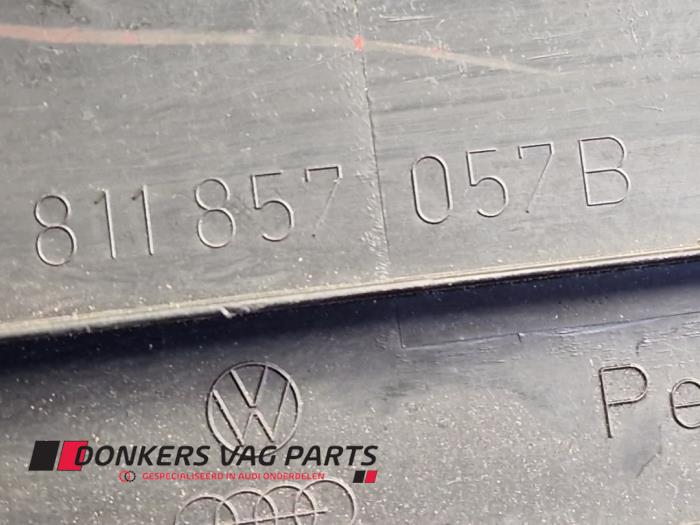 811 857 057B
Pe
DONKERS VAG PARTS
GESPECIALISEERD IN AUDI ONDERDELEN